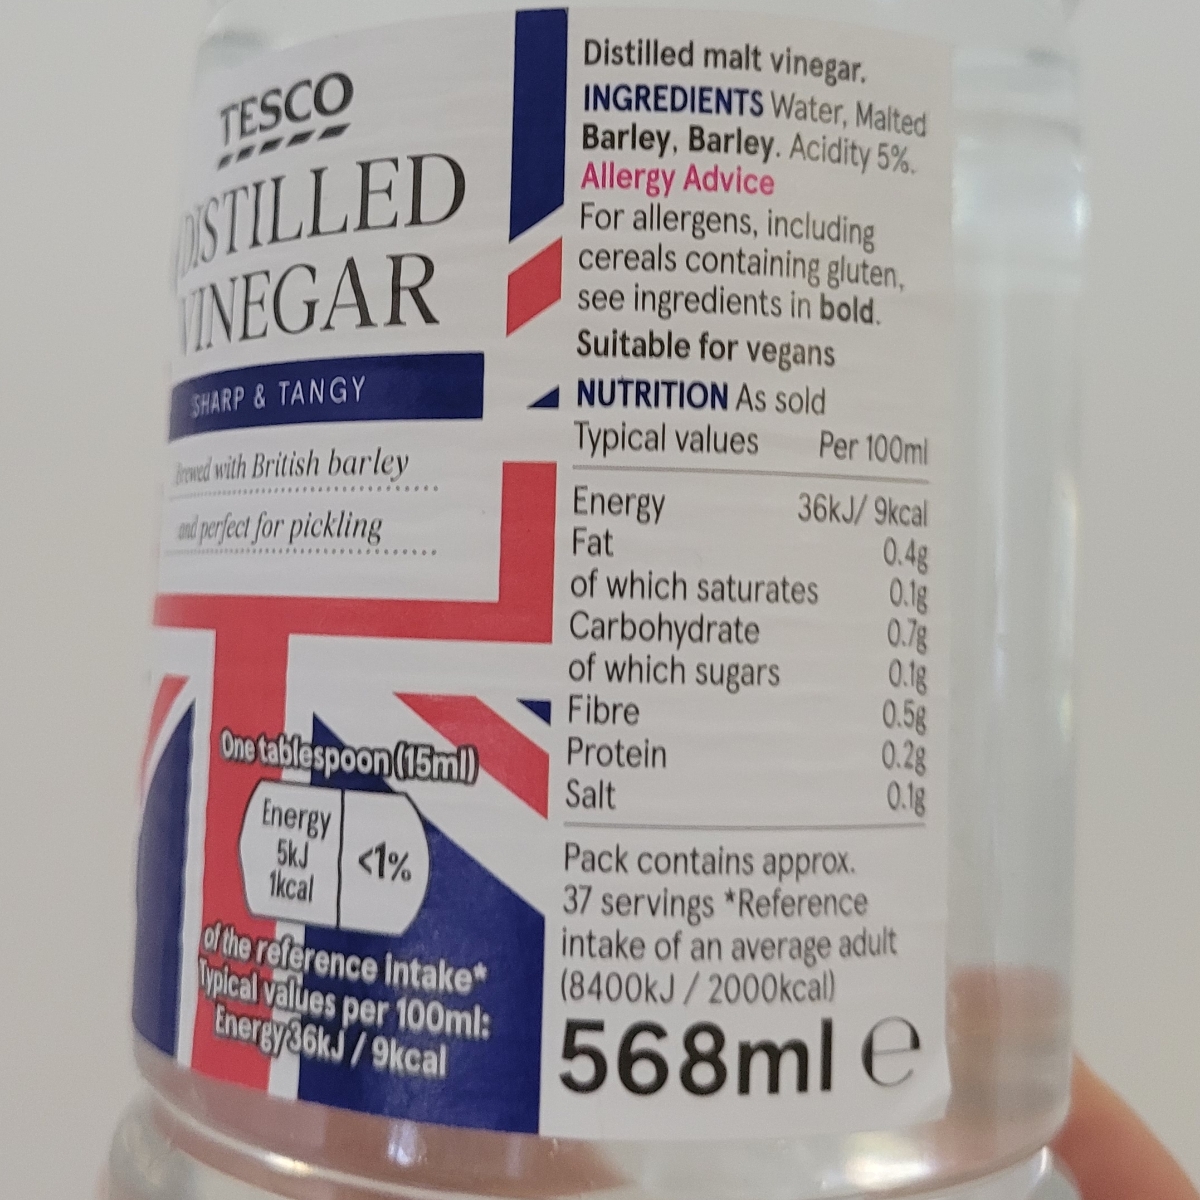 TESCO
DISTILLED
VINEGAR
SHARP & TANGY
Brewed with British barley
and perfect for pickling
One tablespoon (15ml)
Energy
5kJ
1kcal
<1%
of the reference intake*
Typical values per 100ml:
Energy 36kJ / 9kcal
Distilled malt vinegar.
INGREDIENTS Water, Malted
Barley, Barley. Acidity 5%.
Allergy Advice
For allergens, including
cereals containing gluten,
see ingredients in bold.
Suitable for vegans
NUTRITION As sold
Typical values Per 100ml
Energy 36kJ/ 9kcal
Fat 0.4g
of which saturates 0.1g
Carbohydrate 0.7g
of which sugars 0.1g
Fibre 0.5g
Protein 0.2g
Salt 0.1g
Pack contains approx.
37 servings *Reference
intake of an average adult
(8400kJ / 2000kcal)
568ml ℮